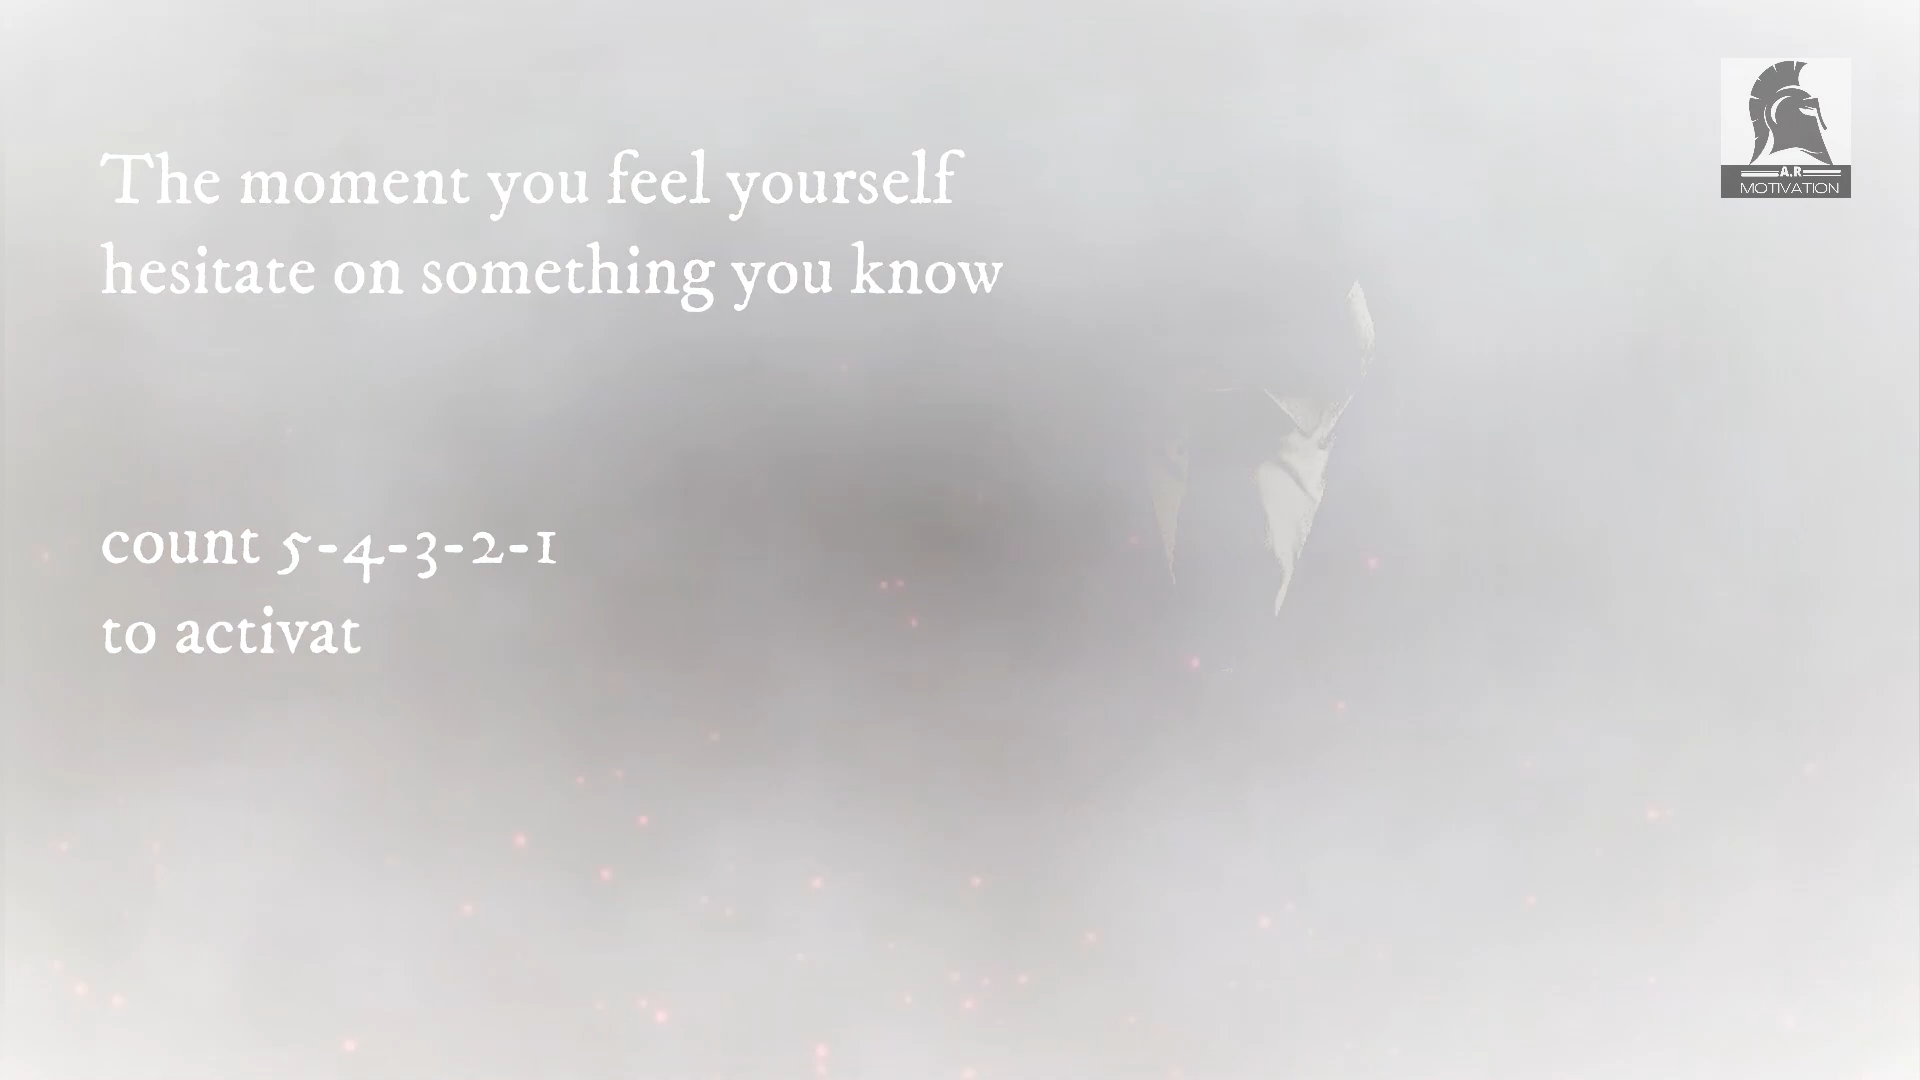 The moment you feel yourself
hesitate on something you know
count 5-4-3-2-1
to activat
A.R
MOTIVATION